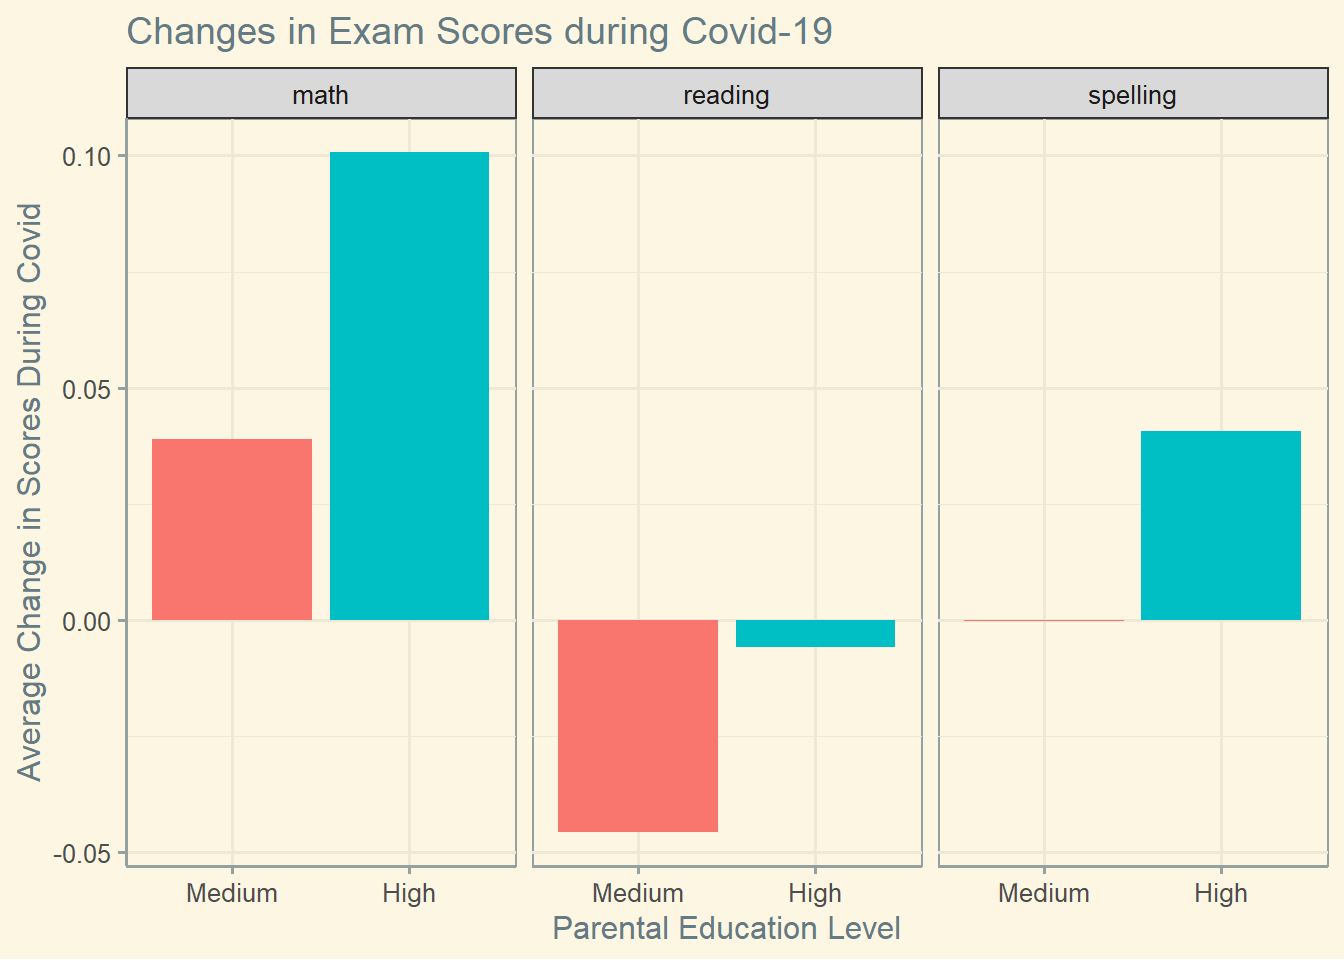 Changes in Exam Scores during Covid-19
math reading spelling
Average Change in Scores During Covid
0.10
0.05
0.00
-0.05
Medium High Medium High Medium High
Parental Education Level